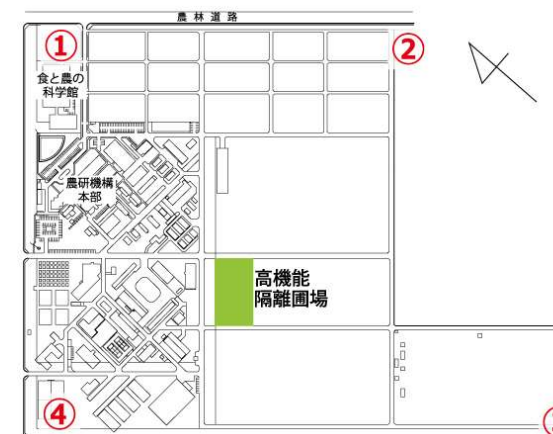 農林道路
①
②
食と農の
科学館
農研機構
本部
高機能
隔離圃場
④